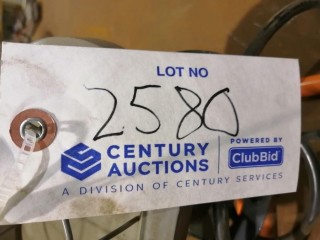 LOT NO
2580
CENTURY AUCTIONS
POWERED BY
ClubBid
A DIVISION OF CENTURY SERVICES